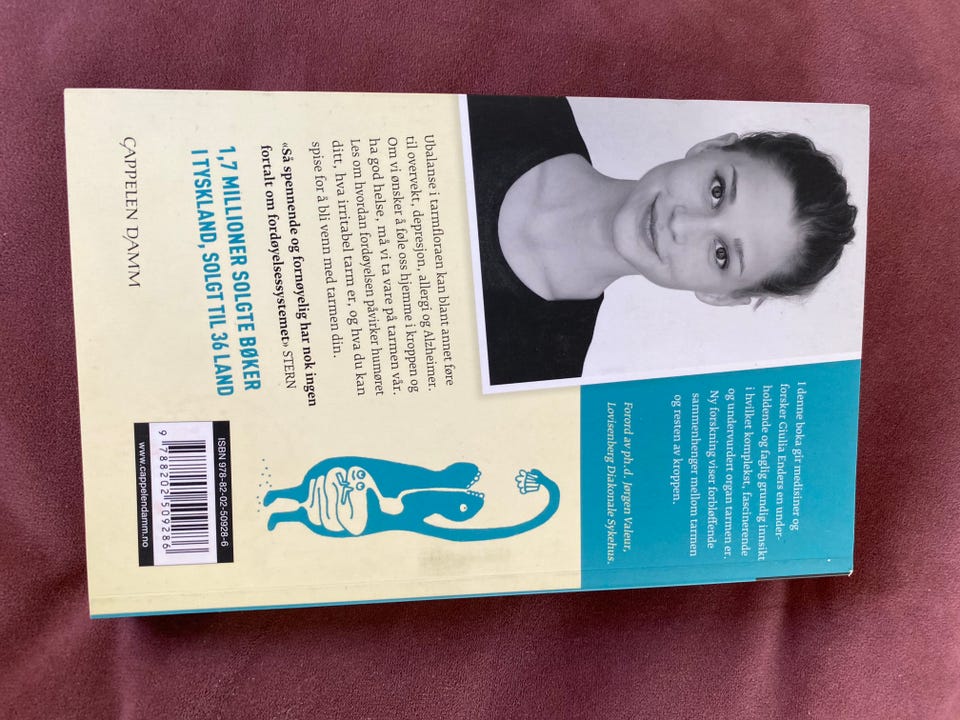 I denne boka gir medisiner og
forsker Giulia Enders en under-
holdende og faglig grundig innsikt
i hvilket komplekst, fascinerende
og undervurdert organ tarmen er.
Ny forskning viser forbløffende
sammenhenger mellom tarmen
og resten av kroppen.
Forord av ph.d. Jørgen Valeur,
Lovisenberg Diakonale Sykehus.
Ubalanse i tarmfloraen kan blant annet føre
til overvekt, depresjon, allergi og Alzheimer.
Om vi ønsker å føle oss hjemme i kroppen og
ha god helse, må vi ta vare på tarmen vår.
Les om hvordan fordøyelsen påvirker humøret
ditt, hva irritabel tarm er, og hva du kan
spise for å bli venn med tarmen din.
«Så spennende og fornøyelig har nok ingen
fortalt om fordøyelsessystemet» STERN
1,7 MILLIONER SOLGTE BØKER
I TYSKLAND, SOLGT TIL 36 LAND
CAPPELEN DAMM
ISBN 978-82-02-50928-6
9 788202 509286
www.cappelendamm.no